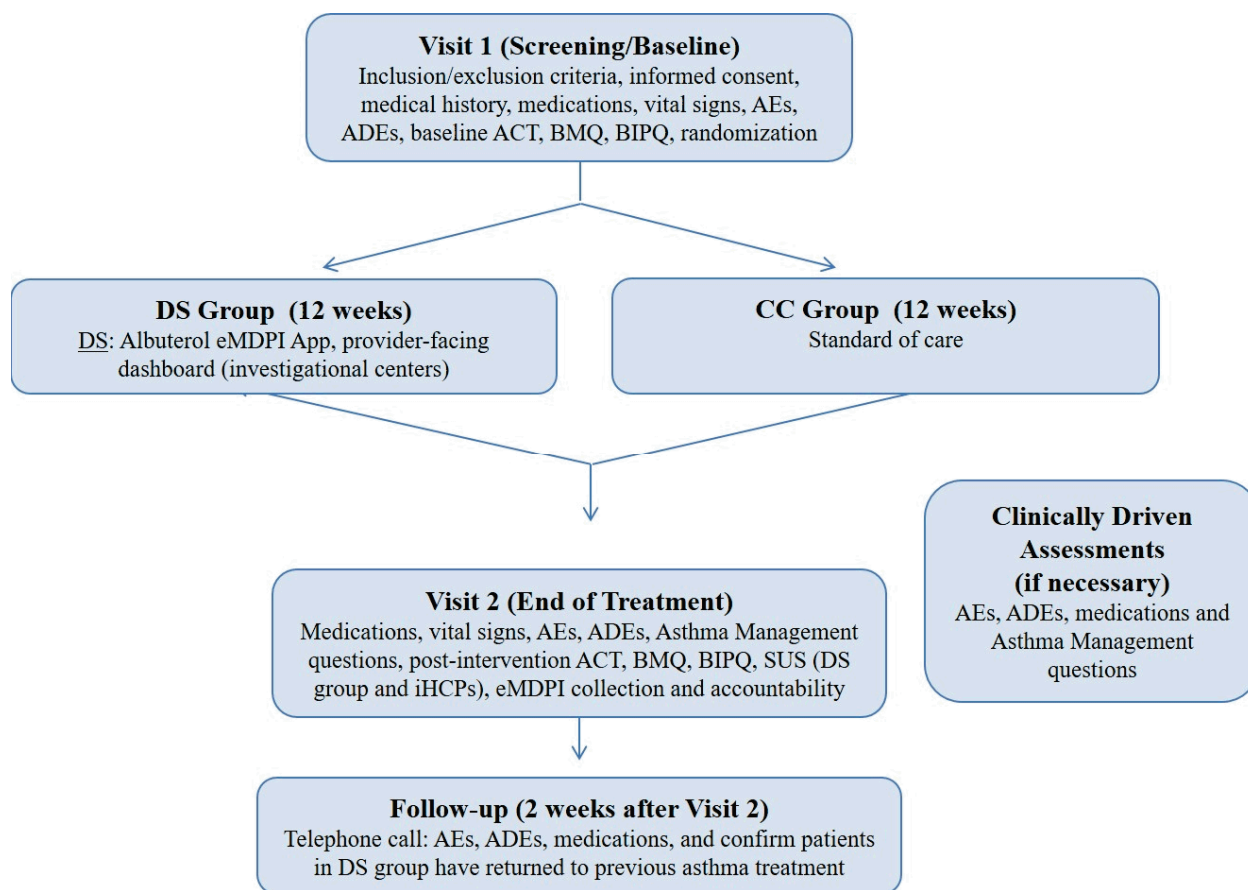 Visit 1 (Screening/Baseline)
Inclusion/exclusion criteria, informed consent,
medical history, medications, vital signs, AEs,
ADEs, baseline ACT, BMQ, BIPQ, randomization
DS Group (12 weeks)
DS: Albuterol eMDPI App, provider-facing
dashboard (investigational centers)
CC Group (12 weeks)
Standard of care
Clinically Driven
Assessments
(if necessary)
AEs, ADEs, medications and
Asthma Management
questions
Visit 2 (End of Treatment)
Medications, vital signs, AEs, ADEs, Asthma Management
questions, post-intervention ACT, BMQ, BIPQ, SUS (DS
group and iHCPs), eMDPI collection and accountability
Follow-up (2 weeks after Visit 2)
Telephone call: AEs, ADEs, medications, and confirm patients
in DS group have returned to previous asthma treatment